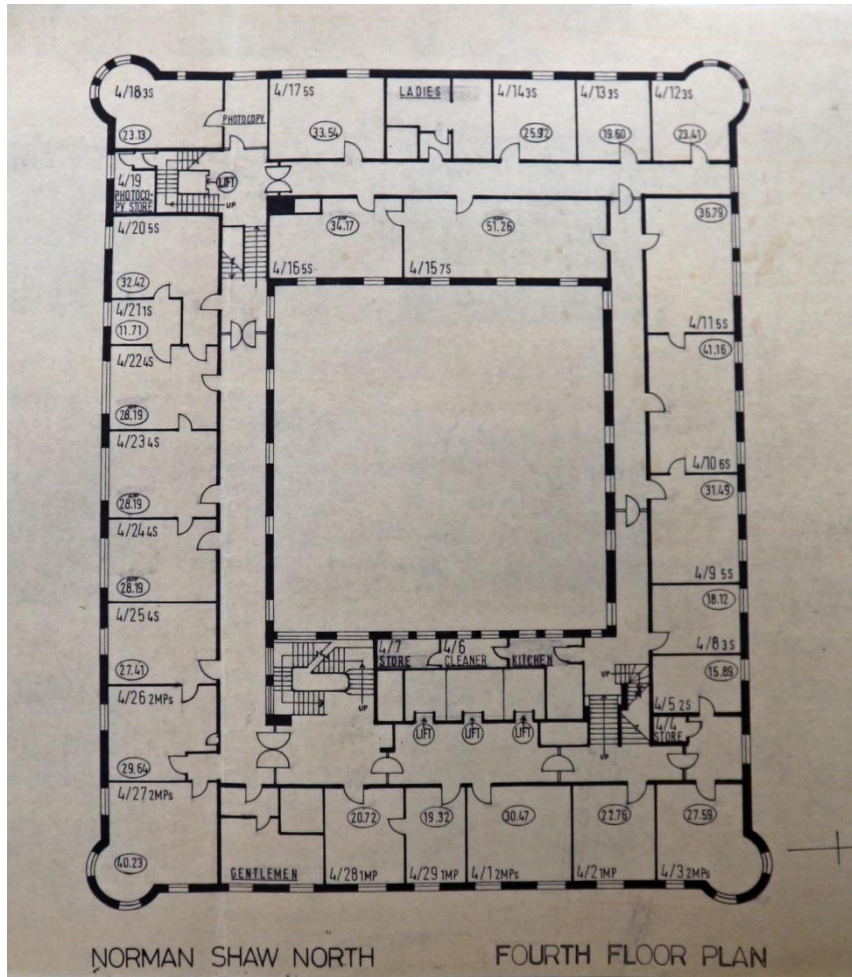 4/18 3S
4/17 5S
LADIES
4/14 3S
4/13 3S
4/12 3S
PHOTOCOPY
23.13
33.54
25.92
19.60
23.41
4/19
PHOTOCO-
PY STORE
LIFT
UP
36.79
4/20 5S
34.17
51.26
32.42
4/16 5S
4/15 7S
4/21 1S
11.71
4/11 5S
4/22 4S
41.16
28.19
4/23 4S
4/10 6S
28.19
31.49
4/24 4S
28.19
4/9 5S
4/25 4S
18.12
27.41
4/7
STORE
4/6
CLEANER
KITCHEN
4/8 3S
15.89
4/26 2MPs
UP
UP
4/5 2S
4/4
STORE
LIFT
LIFT
LIFT
UP
29.64
4/27 2MPs
20.72
19.32
30.47
22.76
27.59
40.23
GENTLEMEN
4/28 1MP
4/29 1MP
4/1 2MPs
4/2 1MP
4/3 2MPs
NORMAN SHAW NORTH
FOURTH FLOOR PLAN